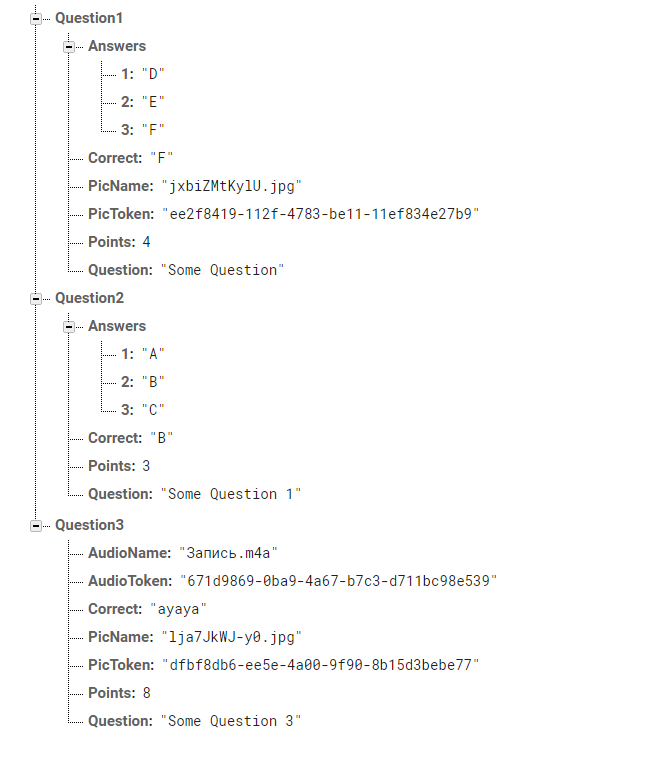 Question1
Answers
1: "D"
2: "E"
3: "F"
Correct: "F"
PicName: "jxbiZMtKylU.jpg"
PicToken: "ee2f8419-112f-4783-be11-11ef834e27b9"
Points: 4
Question: "Some Question"
Question2
Answers
1: "A"
2: "B"
3: "C"
Correct: "B"
Points: 3
Question: "Some Question 1"
Question3
AudioName: "Запись.m4a"
AudioToken: "671d9869-0ba9-4a67-b7c3-d711bc98e539"
Correct: "ayaya"
PicName: "lja7JkWJ-y0.jpg"
PicToken: "dfbf8db6-ee5e-4a00-9f90-8b15d3bebe77"
Points: 8
Question: "Some Question 3"